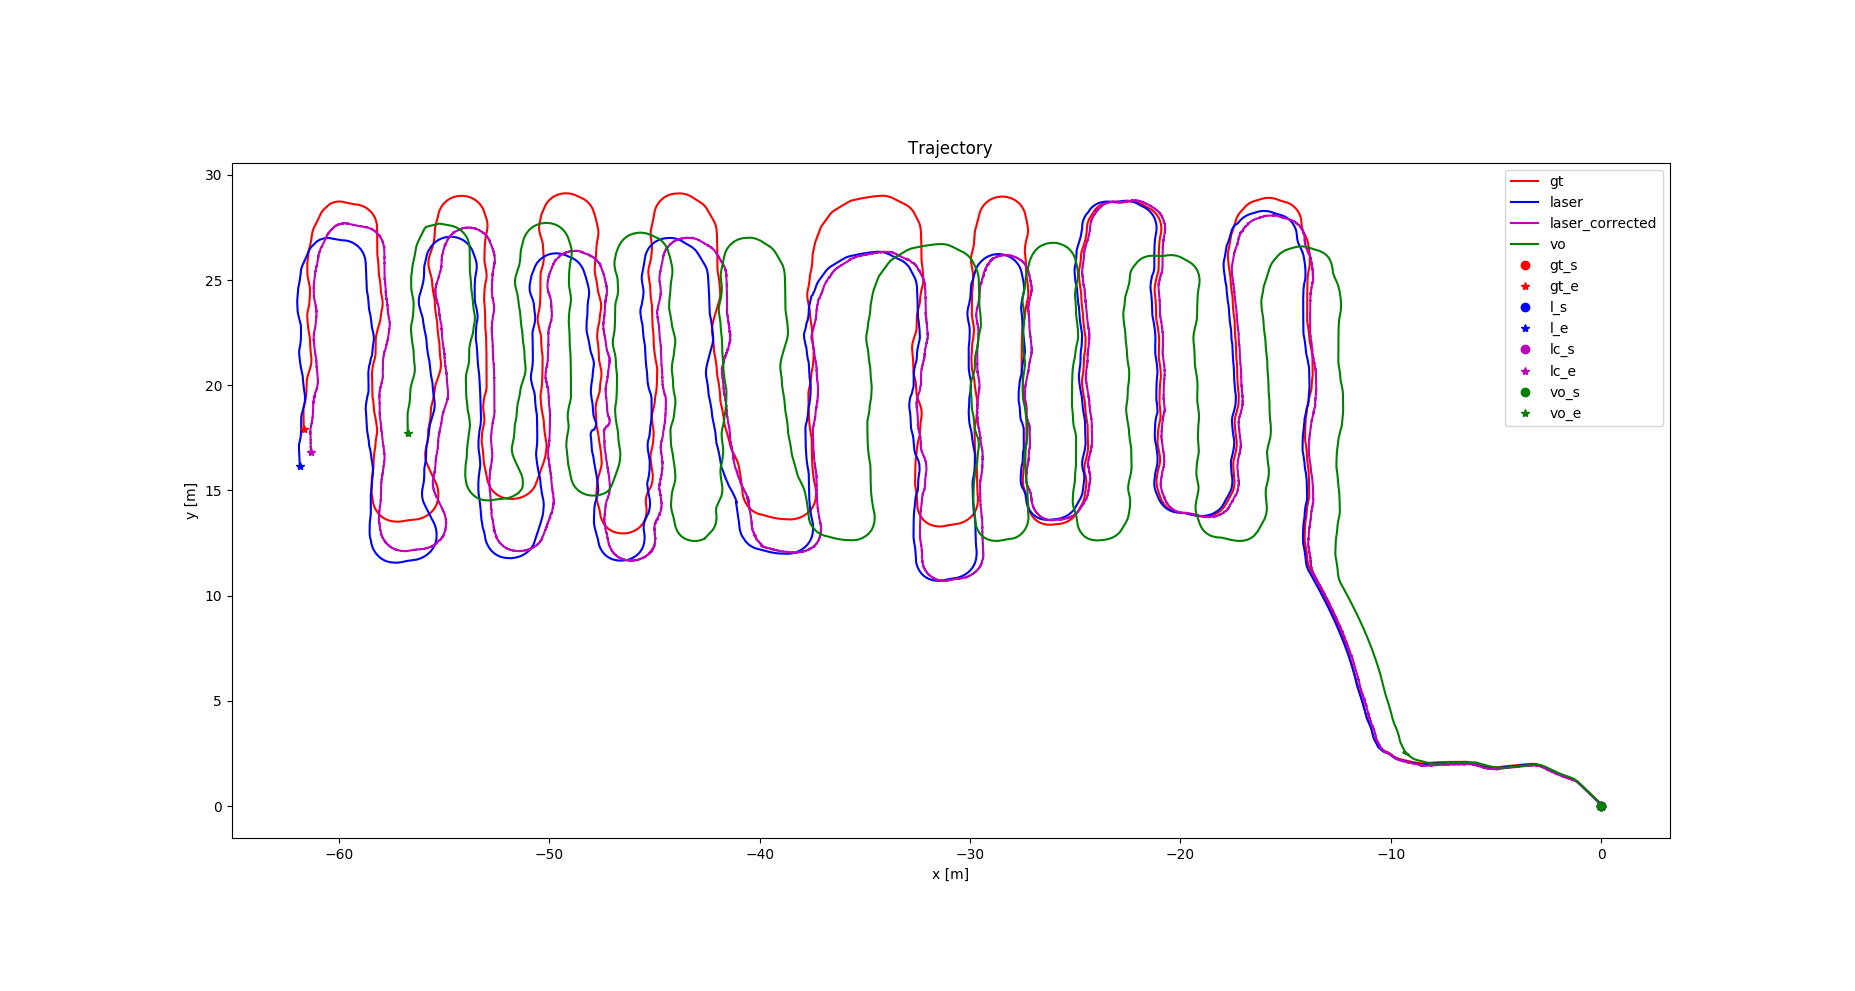 Trajectory
30
25
20
15
10
5
0
y [m]
−60
−50
−40
−30
−20
−10
0
x [m]
gt
laser
laser_corrected
vo
gt_s
gt_e
l_s
l_e
lc_s
lc_e
vo_s
vo_e